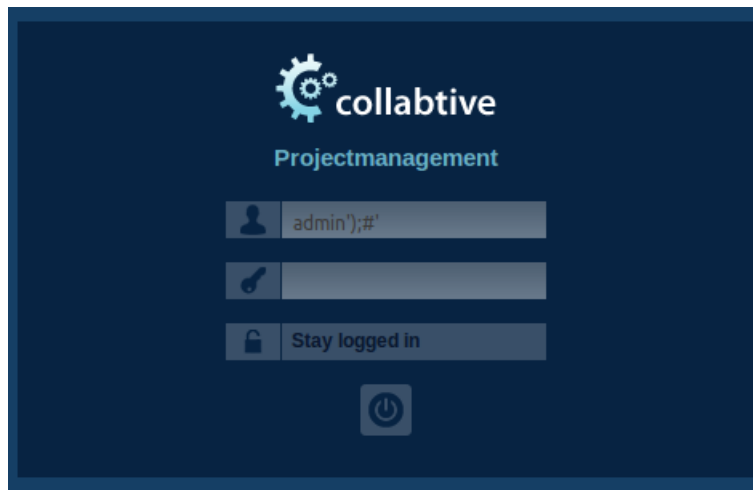 collabtive
Projectmanagement
admin');#'
Stay logged in